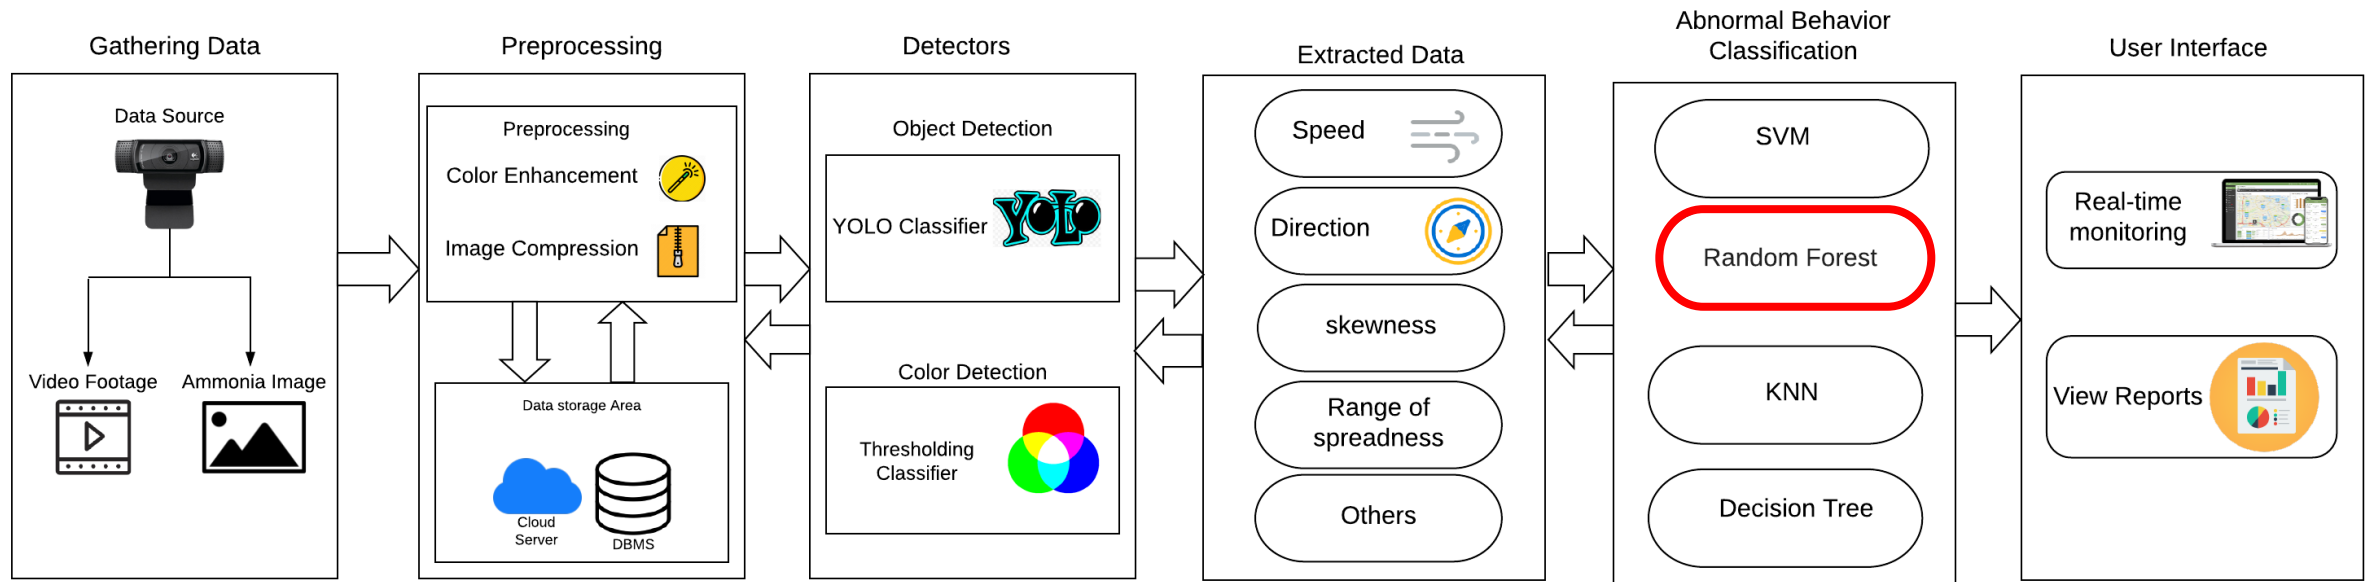 Gathering Data
Data Source
Video Footage
Ammonia Image
Preprocessing
Preprocessing
Color Enhancement
Image Compression
Data storage Area
Cloud
Server
DBMS
Detectors
Object Detection
YOLO Classifier
YOLO
Color Detection
Thresholding
Classifier
Extracted Data
Speed
Direction
skewness
Range of
spreadness
Others
Abnormal Behavior
Classification
SVM
Random Forest
KNN
Decision Tree
User Interface
Real-time
monitoring
View Reports